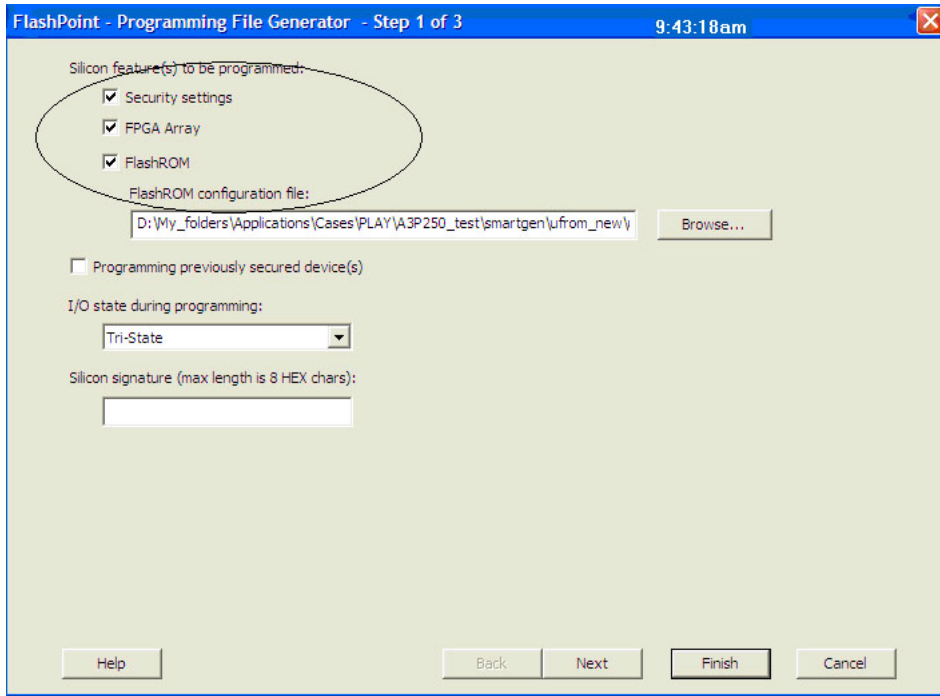 FlashPoint - Programming File Generator - Step 1 of 3 9:43:18am
Silicon feature(s) to be programmed:
Security settings
FPGA Array
FlashROM
FlashROM configuration file:
D:\My_folders\Applications\Cases\PLAY\A3P250_test\smartgen\ufrom_new\ Browse...
Programming previously secured device(s)
I/O state during programming:
Tri-State
Silicon signature (max length is 8 HEX chars):
Help Back Next Finish Cancel